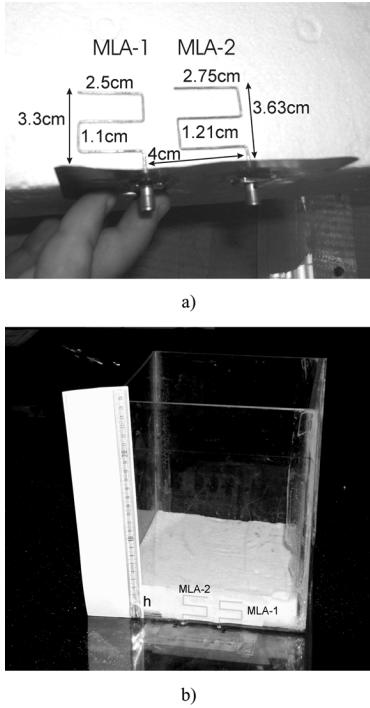 MLA-1 MLA-2
2.5cm 2.75cm
3.3cm 3.63cm
1.1cm 1.21cm
4cm
a)
MLA-2
h MLA-1
b)